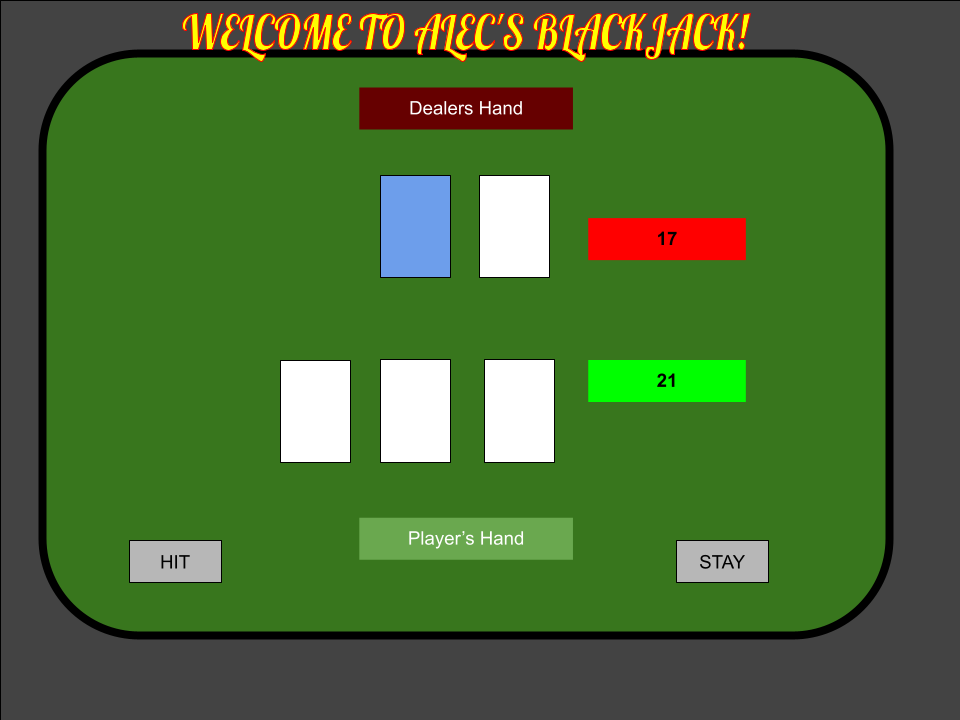 WELCOME TO ALEC'S BLACKJACK!
Dealers Hand
17
21
Player’s Hand
HIT
STAY